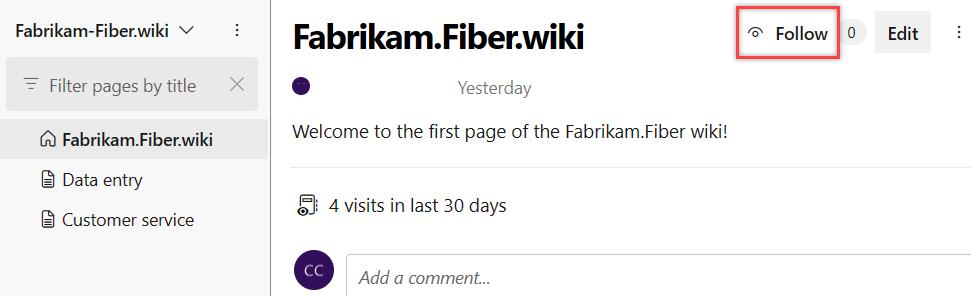 Fabrikam-Fiber.wiki
Filter pages by title
Fabrikam.Fiber.wiki
Data entry
Customer service
Fabrikam.Fiber.wiki
Follow
0
Edit
Yesterday
Welcome to the first page of the Fabrikam.Fiber wiki!
4 visits in last 30 days
CC
Add a comment...